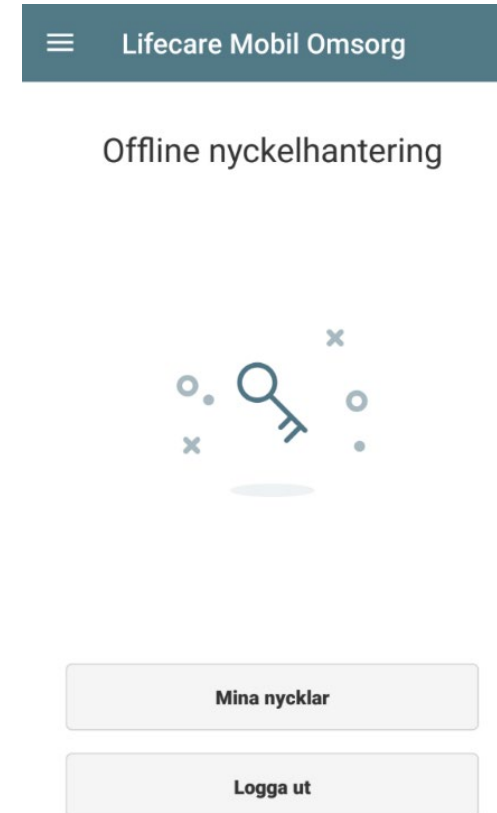 Lifecare Mobil Omsorg
Offline nyckelhantering
Mina nycklar
Logga ut